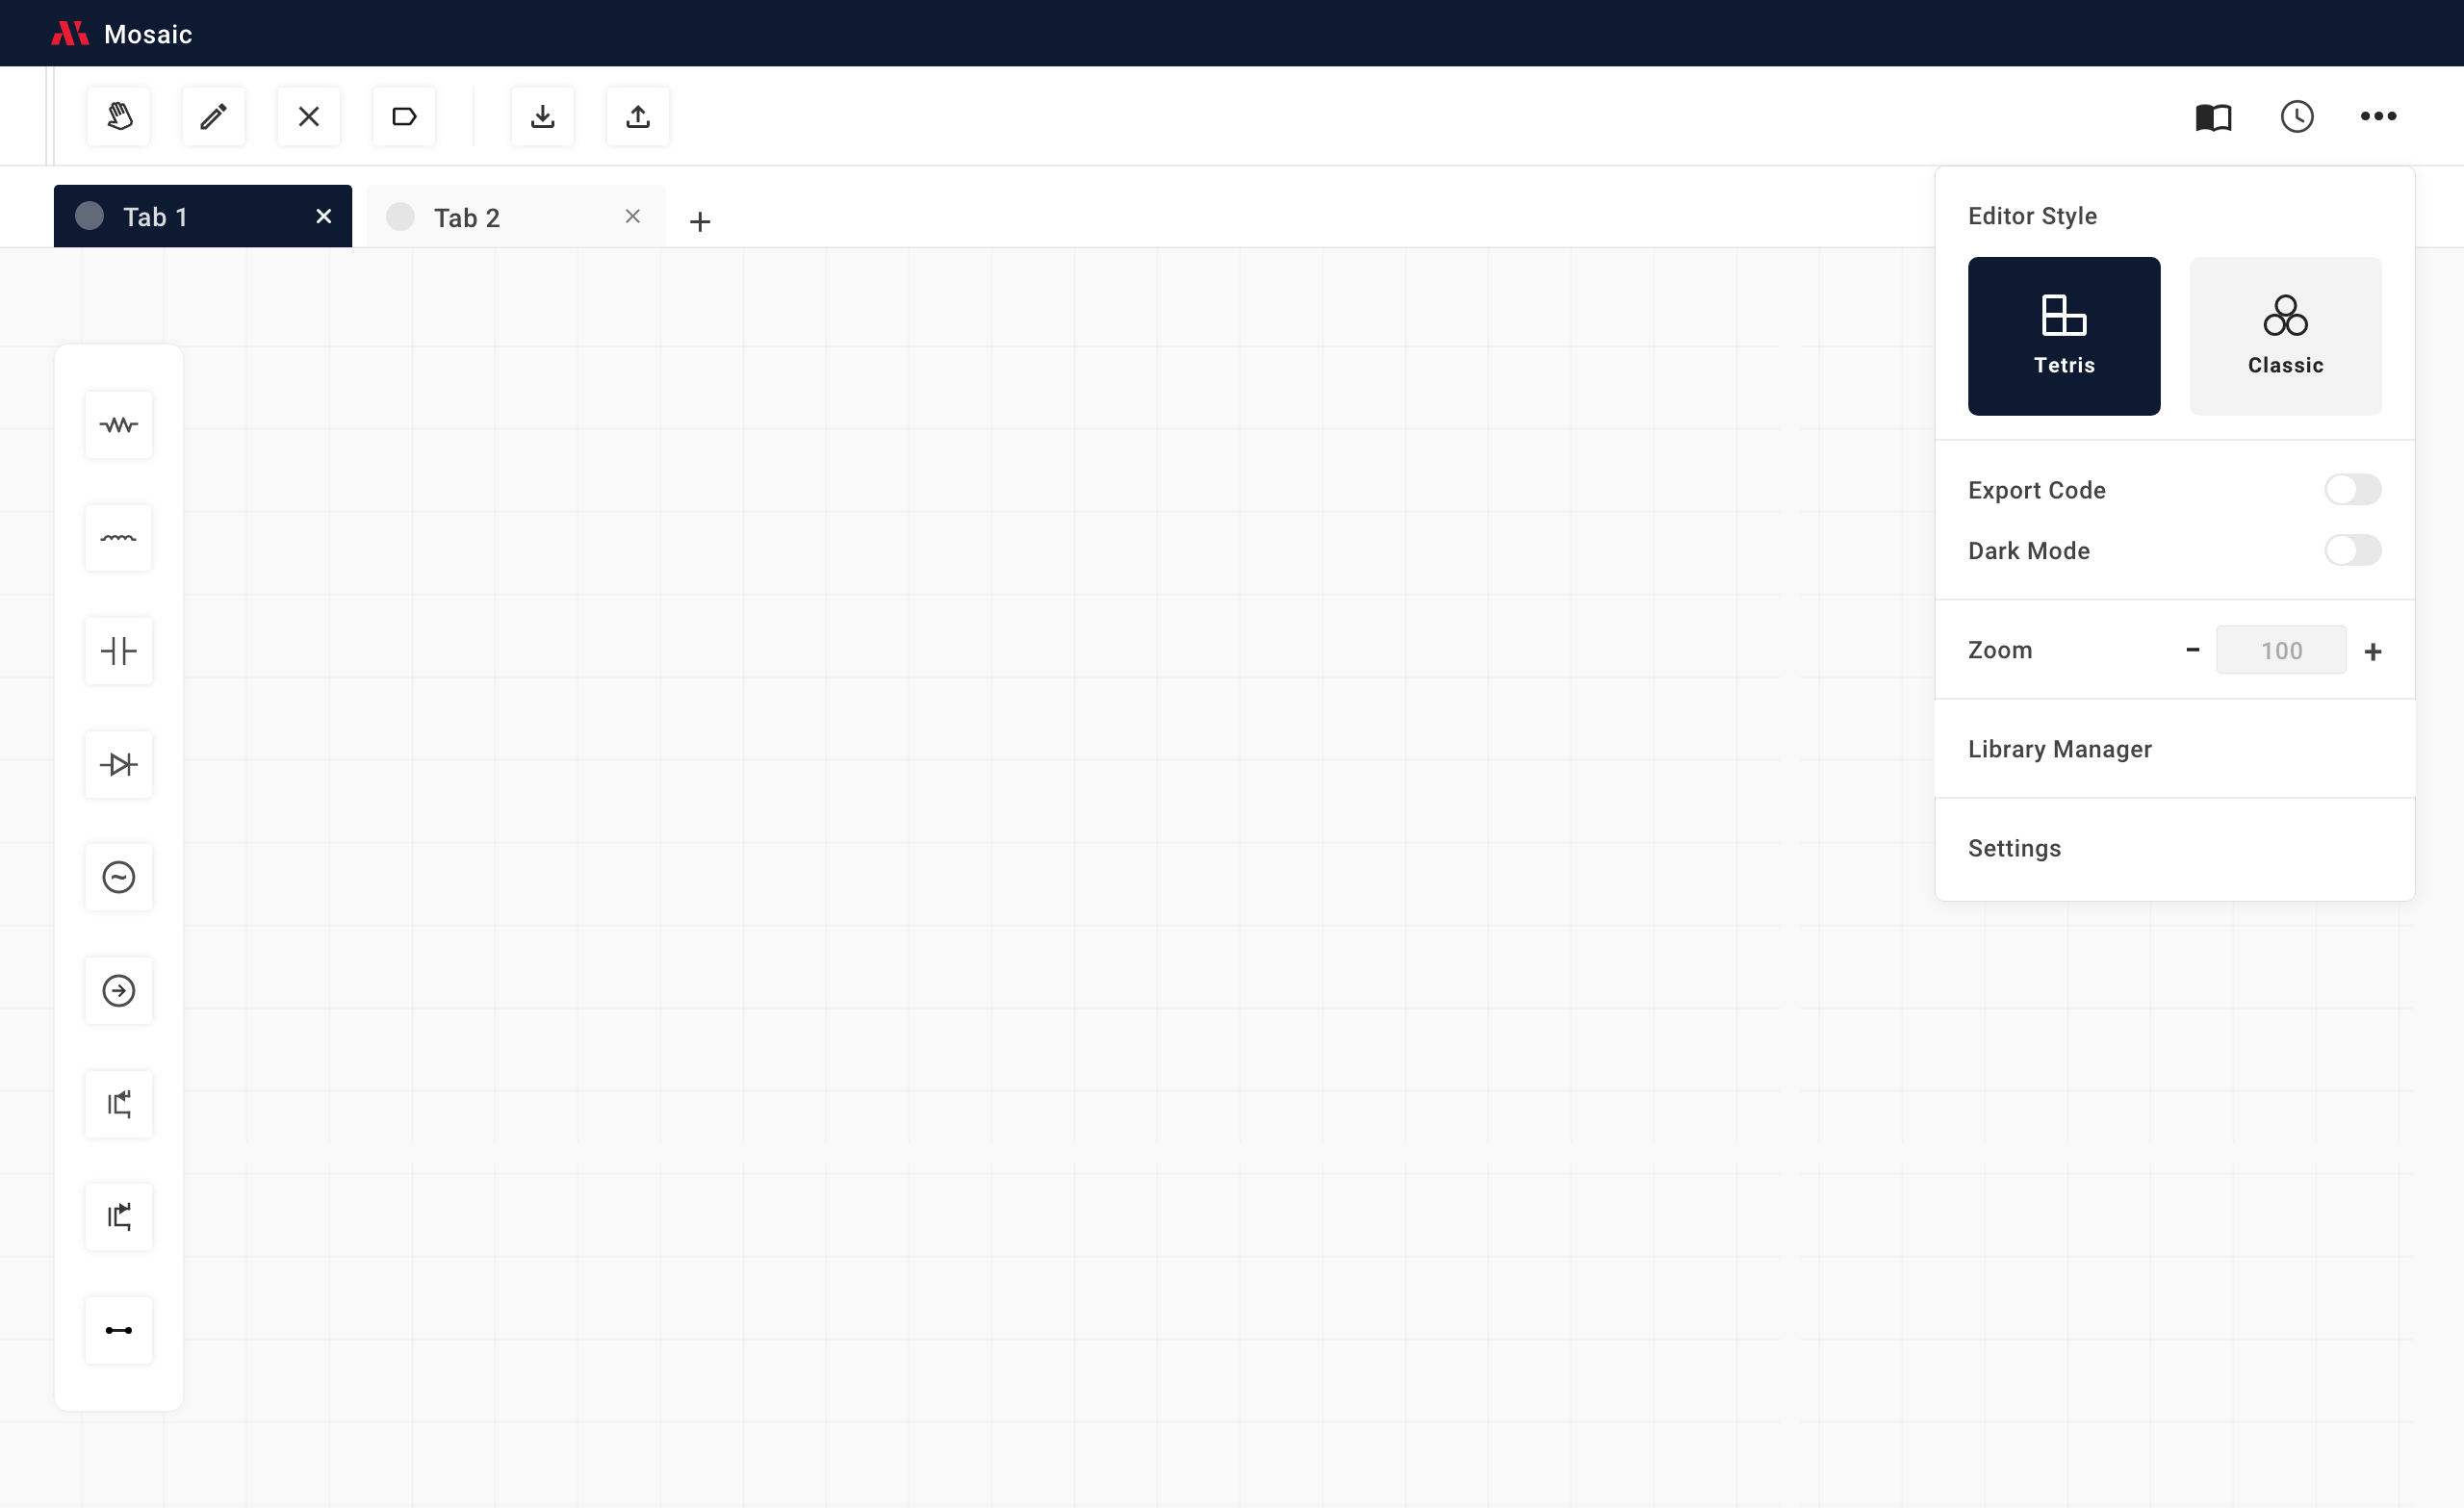 Mosaic
Tab 1
Tab 2
Editor Style
Tetris
Classic
Export Code
Dark Mode
Zoom - 100 +
Library Manager
Settings